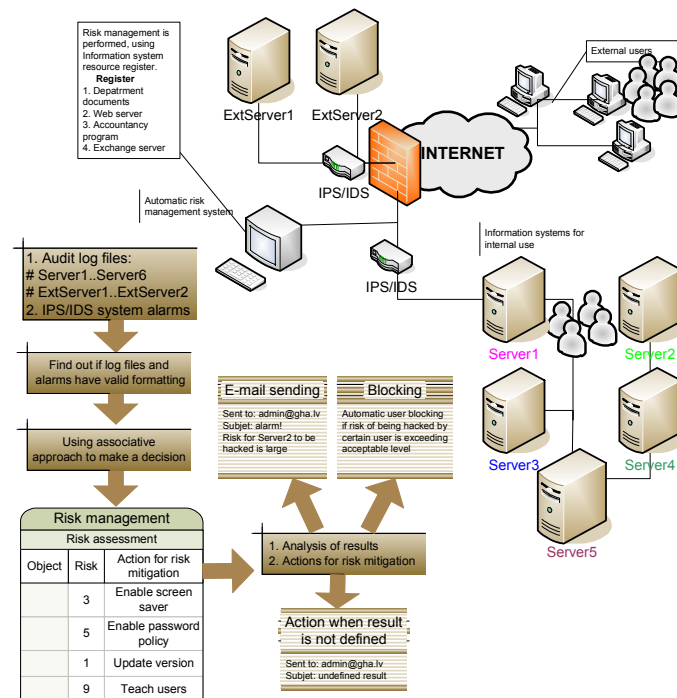 Risk management is
performed, using
Information system
resource register.
Register
1. Depatrment
documents
2. Web server
3. Accountancy
program
4. Exchange server
ExtServer1
ExtServer2
External users
INTERNET
IPS/IDS
Automatic risk
management system
IPS/IDS
Information systems for
internal use
1. Audit log files:
# Server1..Server6
# ExtServer1..ExtServer2
2. IPS/IDS system alarms
Server1
Server2
Find out if log files and
alarms have valid formatting
E-mail sending
Sent to: admin@gha.lv
Subjet: alarm!
Risk for Server2 to be
hacked is large
Blocking
Automatic user blocking
if risk of being hacked by
certain user is exceeding
acceptable level
Using associative
approach to make a decision
Server3
Server4
Server5
Risk management
Risk assessment
Object Risk Action for risk
mitigation
3 Enable screen
saver
5 Enable password
policy
1 Update version
9 Teach users
1. Analysis of results
2. Actions for risk mitigation
Action when result
is not defined
Sent to: admin@gha.lv
Subjet: undefined result